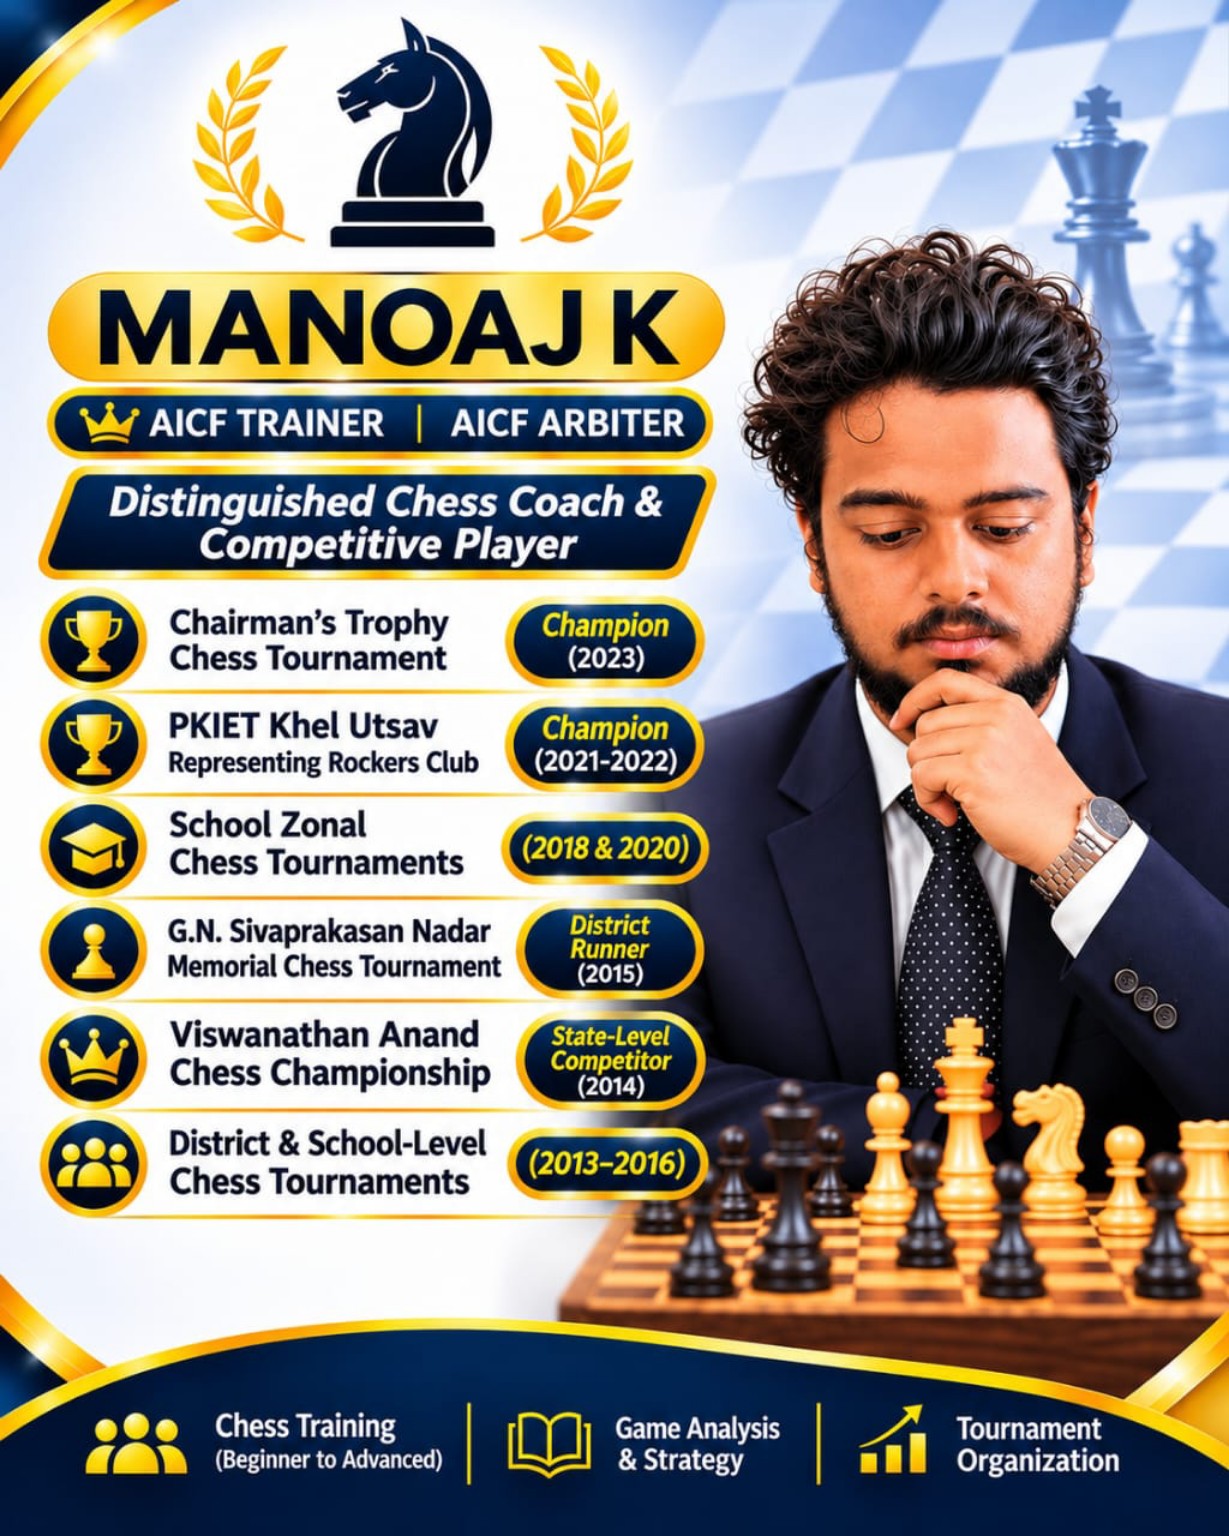 MANOAJ K
AICF TRAINER | AICF ARBITER
Distinguished Chess Coach &
Competitive Player
Chairman's Trophy
Chess Tournament
Champion
(2023)
PKIET Khel Utsav
Representing Rockers Club
Champion
(2021-2022)
School Zonal
Chess Tournaments
(2018 & 2020)
G.N. Sivaprakasan Nadar
Memorial Chess Tournament
District
Runner
(2015)
Viswanathan Anand
Chess Championship
State-Level
Competitor
(2014)
District & School-Level
Chess Tournaments
(2013–2016)
Chess Training
(Beginner to Advanced)
Game Analysis
& Strategy
Tournament
Organization